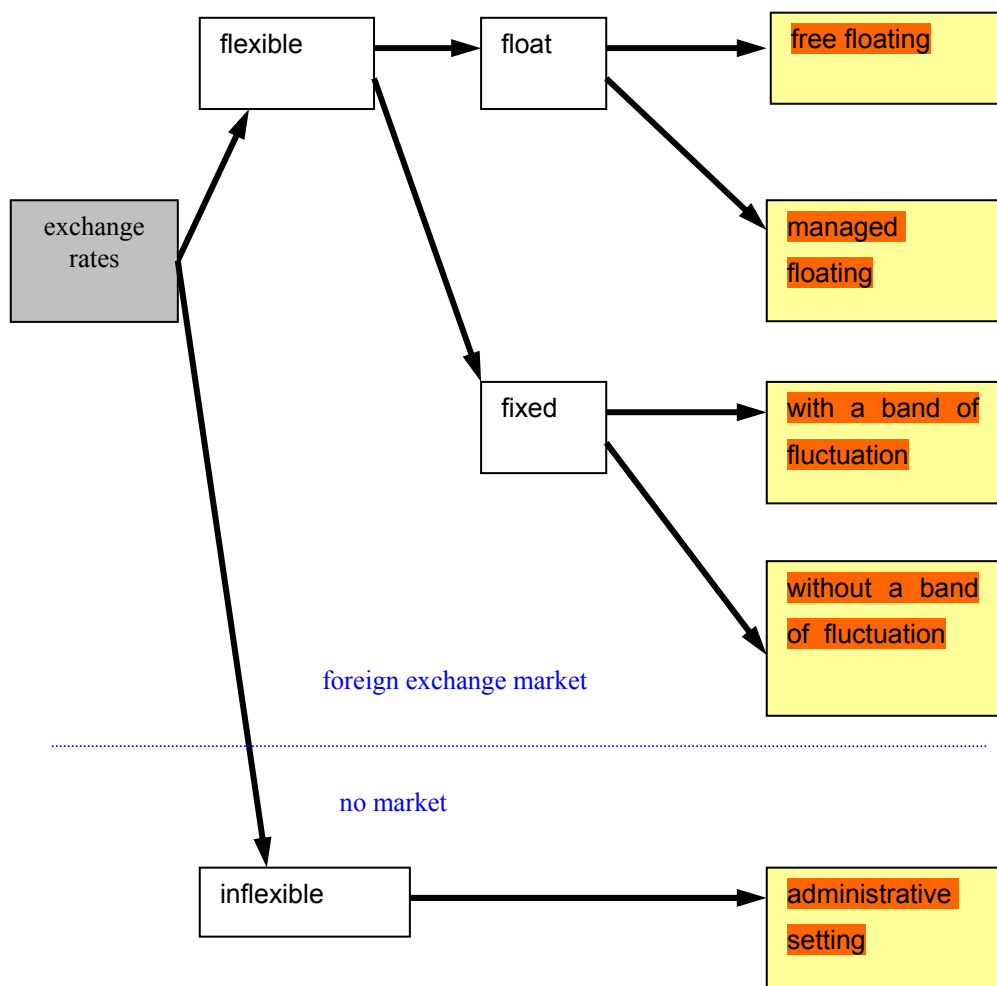 flexible
float
free floating
exchange
rates
managed
floating
fixed
with a band of
fluctuation
without a band
of fluctuation
foreign exchange market
no market
inflexible
administrative
setting